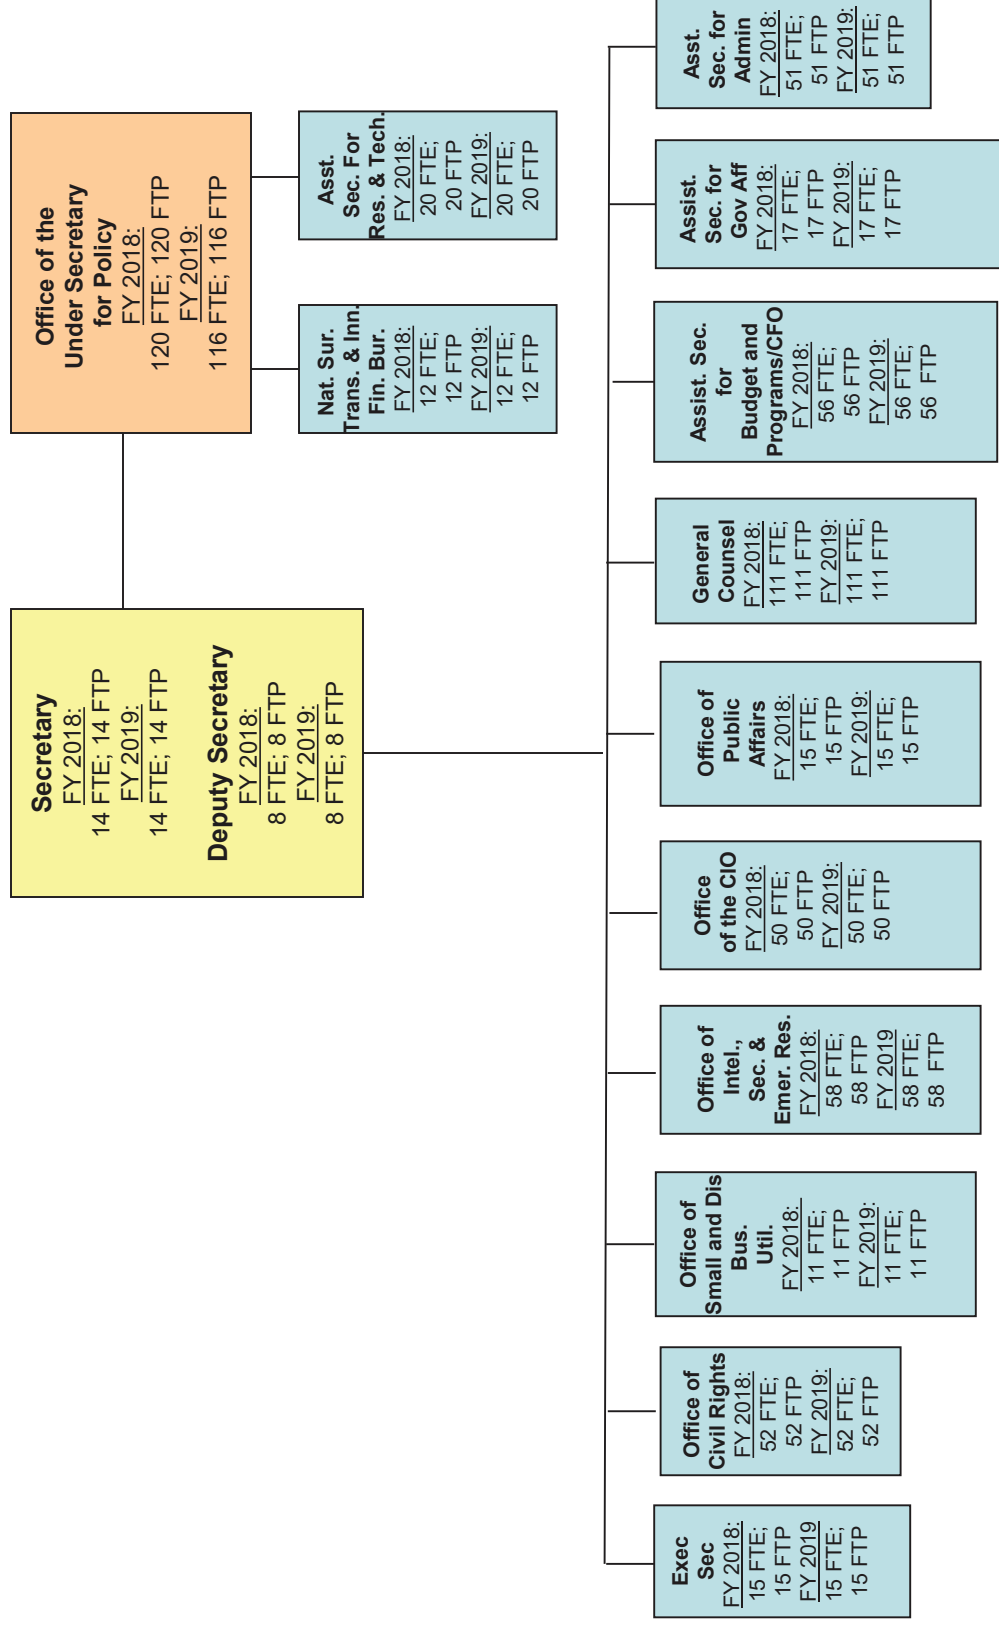 Secretary
FY 2018:
14 FTE; 14 FTP
FY 2019:
14 FTE; 14 FTP
Deputy Secretary
FY 2018:
8 FTE; 8 FTP
FY 2019:
8 FTE; 8 FTP
Office of the
Under Secretary
for Policy
FY 2018:
120 FTE; 120 FTP
FY 2019:
116 FTE; 116 FTP
Nat. Sur.
Trans. & Inn.
Fin. Bur.
FY 2018:
12 FTE;
12 FTP
FY 2019:
12 FTE;
12 FTP
Asst.
Sec. For
Res. & Tech.
FY 2018:
20 FTE;
20 FTP
FY 2019:
20 FTE;
20 FTP
Exec
Sec
FY 2018:
15 FTE;
15 FTP
FY 2019
15 FTE;
15 FTP
Office of
Civil Rights
FY 2018:
52 FTE;
52 FTP
FY 2019:
52 FTE;
52 FTP
Office of
Small and Dis
Bus.
Util.
FY 2018:
11 FTE;
11 FTP
FY 2019:
11 FTE;
11 FTP
Office of
Intel.,
Sec. &
Emer. Res.
FY 2018:
58 FTE;
58 FTP
FY 2019
58 FTE;
58 FTP
Office
of the CIO
FY 2018:
50 FTE;
50 FTP
FY 2019:
50 FTE;
50 FTP
Office of
Public
Affairs
FY 2018:
15 FTE;
15 FTP
FY 2019:
15 FTE;
15 FTP
General
Counsel
FY 2018:
111 FTE;
111 FTP
FY 2019:
111 FTE;
111 FTP
Assist. Sec.
for
Budget and
Programs/CFO
FY 2018:
56 FTE;
56 FTP
FY 2019:
56 FTE;
56 FTP
Assist.
Sec. for
Gov Aff
FY 2018:
17 FTE;
17 FTP
FY 2019:
17 FTE;
17 FTP
Asst.
Sec. for
Admin
FY 2018:
51 FTE;
51 FTP
FY 2019:
51 FTE;
51 FTP